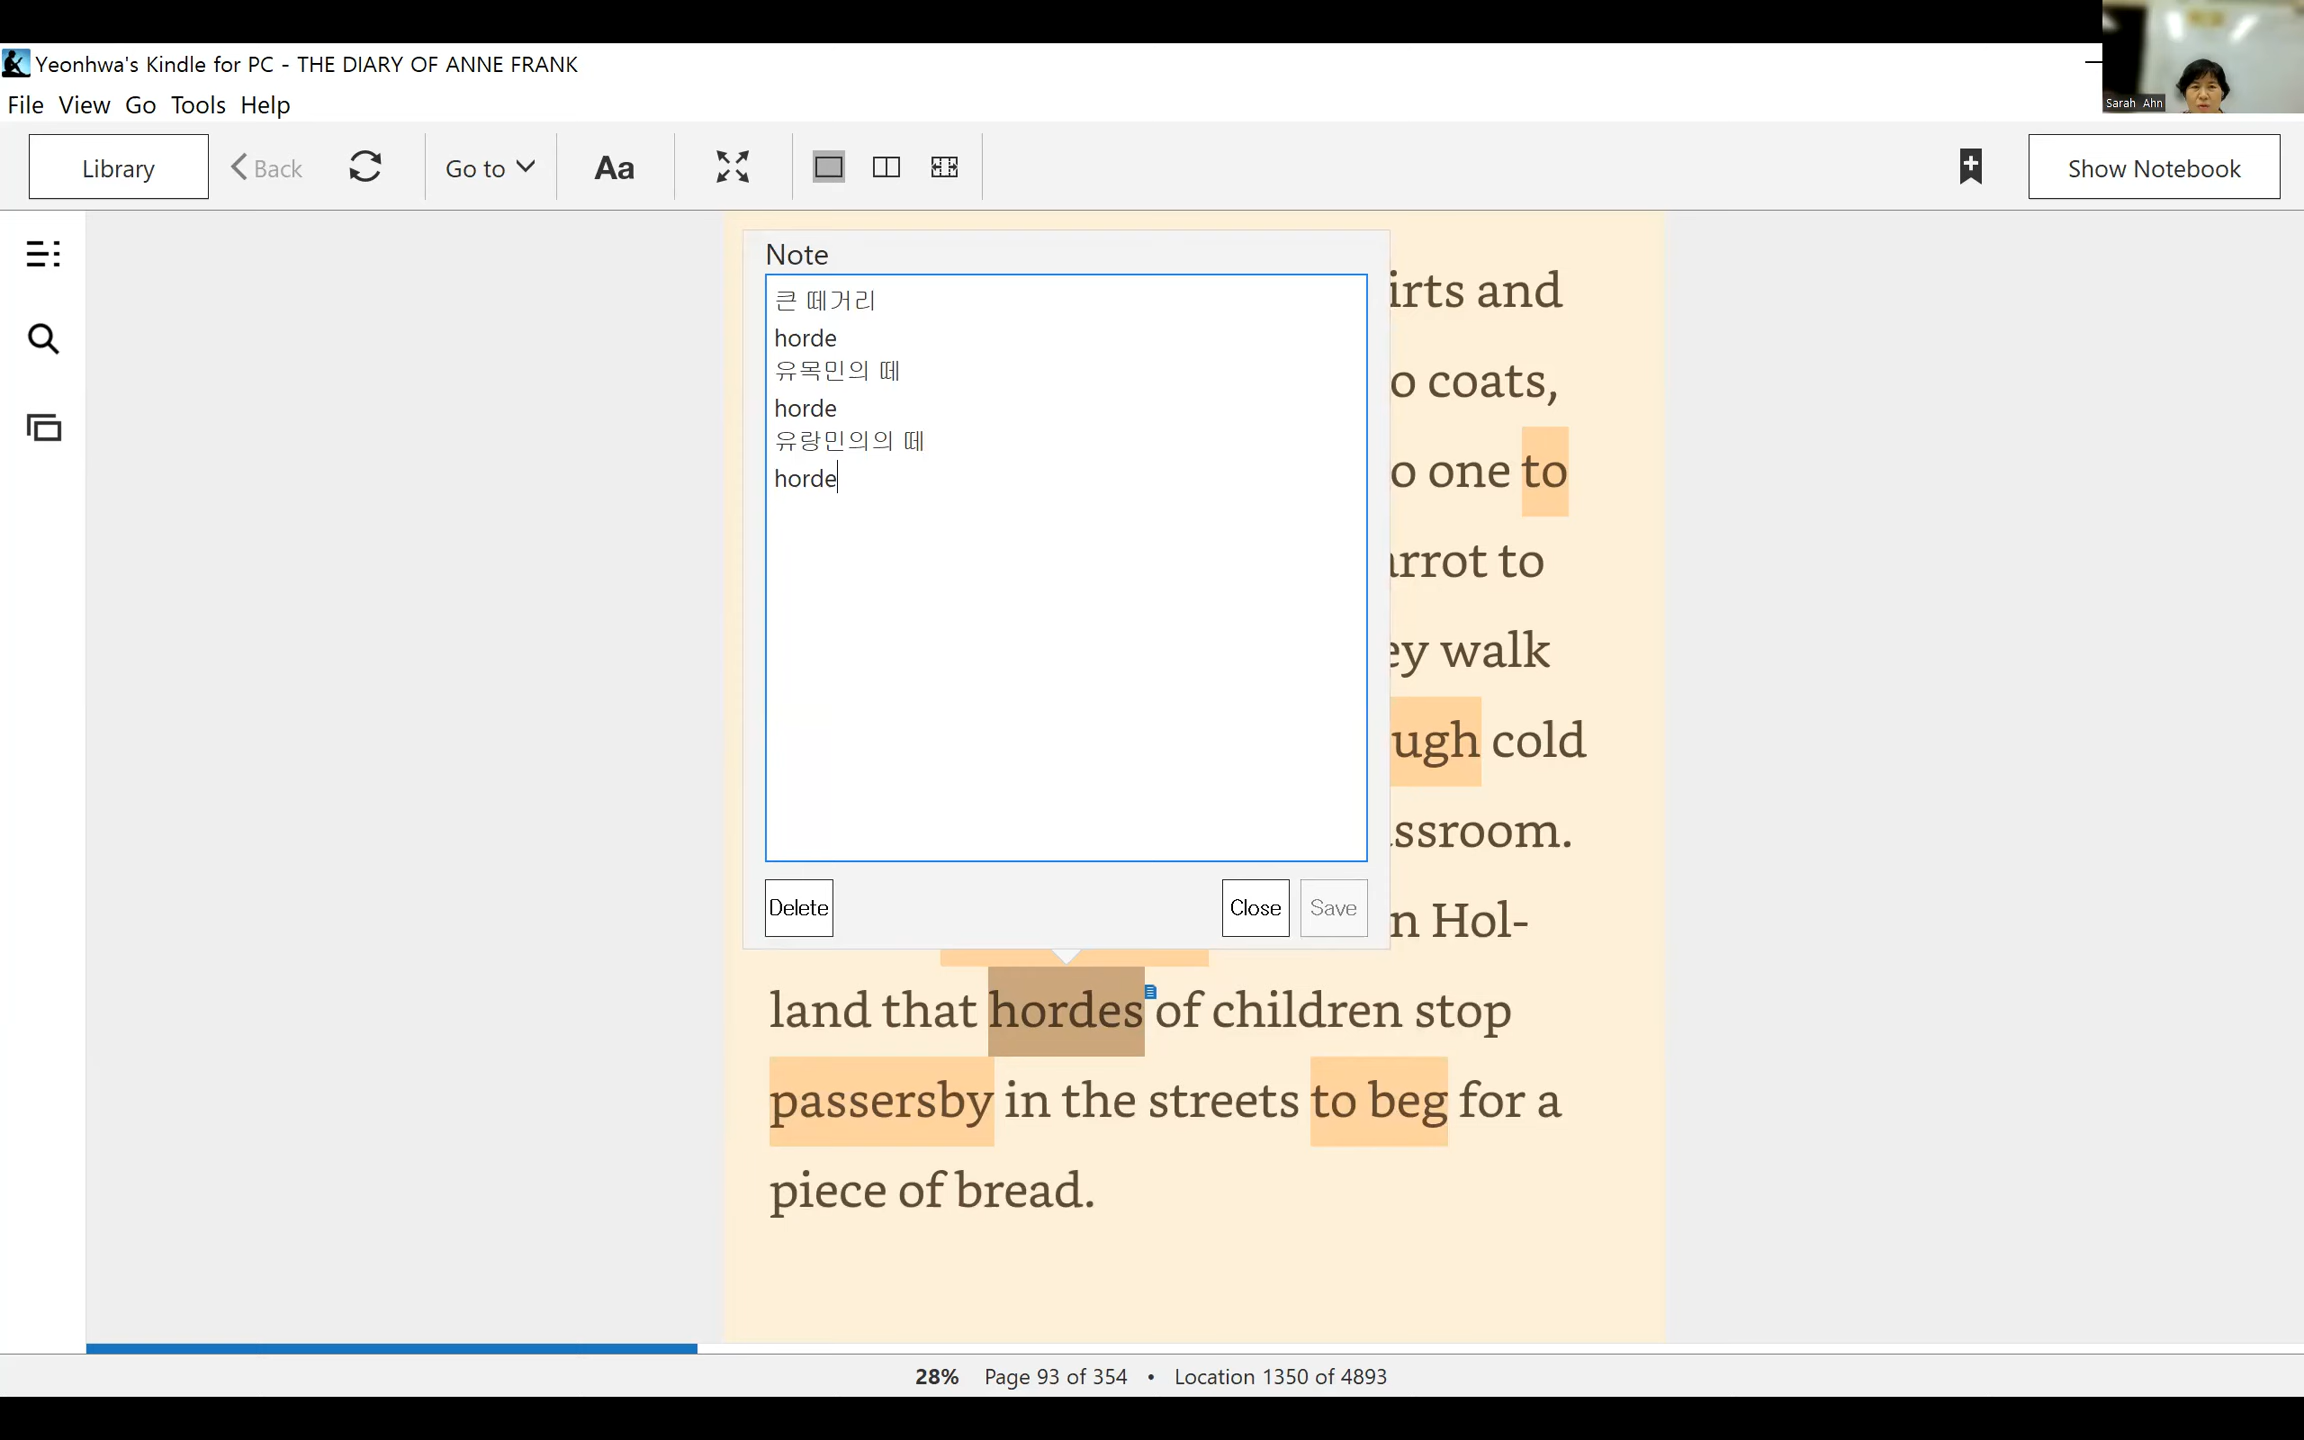 Yeonhwa's Kindle for PC - THE DIARY OF ANNE FRANK
Sarah Ahn
File View Go Tools Help
Library Back Go to Aa Show Notebook
Note
큰 떼거리
horde
유목민의 떼
horde
유랑민의의 떼
horde
Delete Close Save
irts and
o coats,
o one to
rrot to
ey walk
ugh cold
ssroom.
n Hol-
land that hordes of children stop
passersby in the streets to beg for a
piece of bread.
28% Page 93 of 354 • Location 1350 of 4893